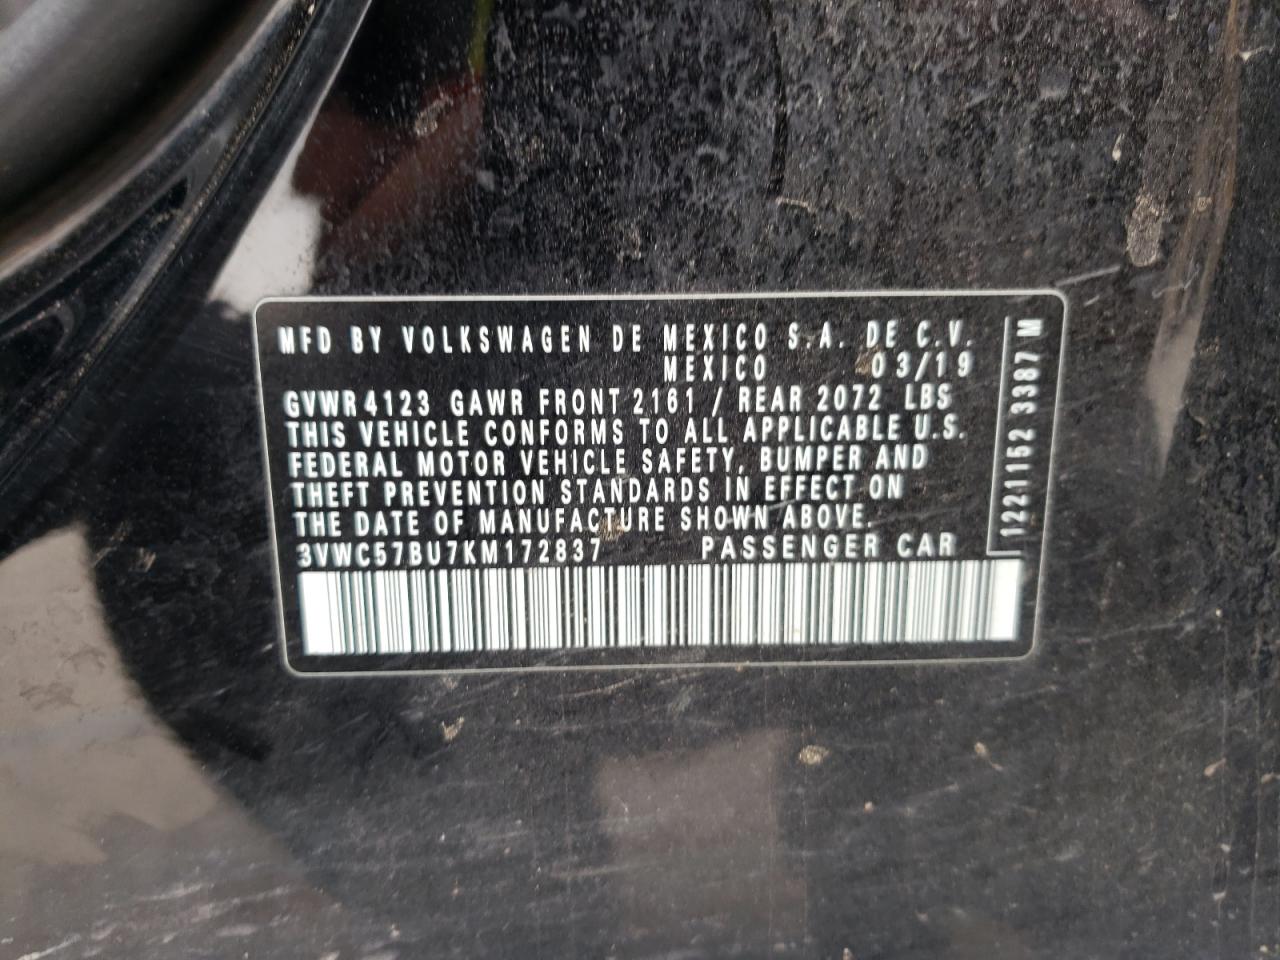 MFD BY VOLKSWAGEN DE MEXICO S.A. DE C.V.
MEXICO 03/19
GVWR 4123 GAWR FRONT 2161 / REAR 2072 LBS
THIS VEHICLE CONFORMS TO ALL APPLICABLE U.S.
FEDERAL MOTOR VEHICLE SAFETY, BUMPER AND
THEFT PREVENTION STANDARDS IN EFFECT ON
THE DATE OF MANUFACTURE SHOWN ABOVE.
3VWC57BU7KM172837 PASSENGER CAR
1221152 3387 M